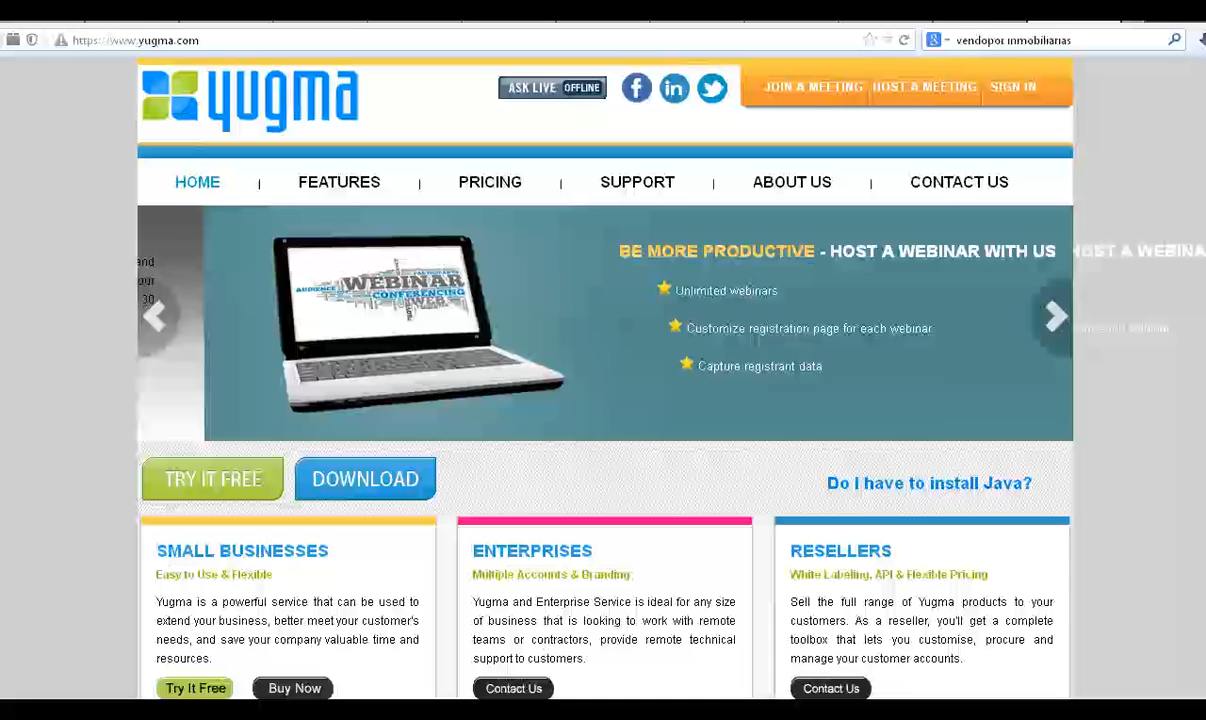 https://www.yugma.com
vendopor inmobiliarias
yugma
ASK LIVE OFFLINE
JOIN A MEETING
HOST A MEETING
SIGN IN
HOME
FEATURES
PRICING
SUPPORT
ABOUT US
CONTACT US
BE MORE PRODUCTIVE - HOST A WEBINAR WITH US
HOST A WEBINA
and
our
30
AUDIENCE
WEBINAR
CONFERENCING
WEB
Unlimited webinars
Customize registration page for each webinar
Capture registrant data
TRY IT FREE
DOWNLOAD
Do I have to install Java?
SMALL BUSINESSES
Easy to Use & Flexible
Yugma is a powerful service that can be used to
extend your business, better meet your customer's
needs, and save your company valuable time and
resources.
Try It Free
Buy Now
ENTERPRISES
Multiple Accounts & Branding
Yugma and Enterprise Service is ideal for any size
of business that is looking to work with remote
teams or contractors, provide remote technical
support to customers.
Contact Us
RESELLERS
White Labeling, API & Flexible Pricing
Sell the full range of Yugma products to your
customers. As a reseller, you'll get a complete
toolbox that lets you customise, procure and
manage your customer accounts.
Contact Us